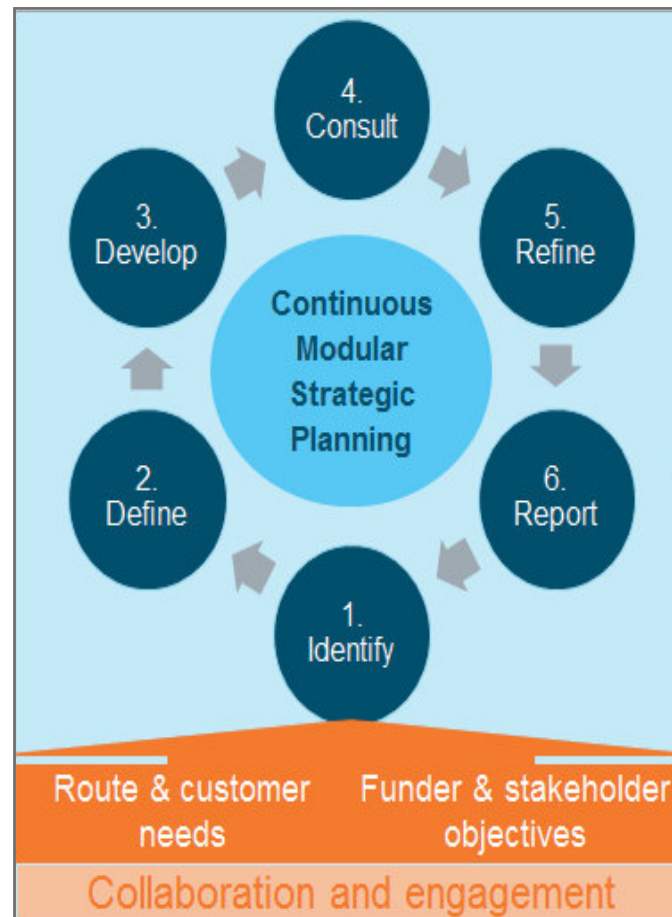 4.
Consult
3.
Develop
5.
Refine
Continuous
Modular
Strategic
Planning
2.
Define
6.
Report
1.
Identify
Route & customer
needs
Funder & stakeholder
objectives
Collaboration and engagement